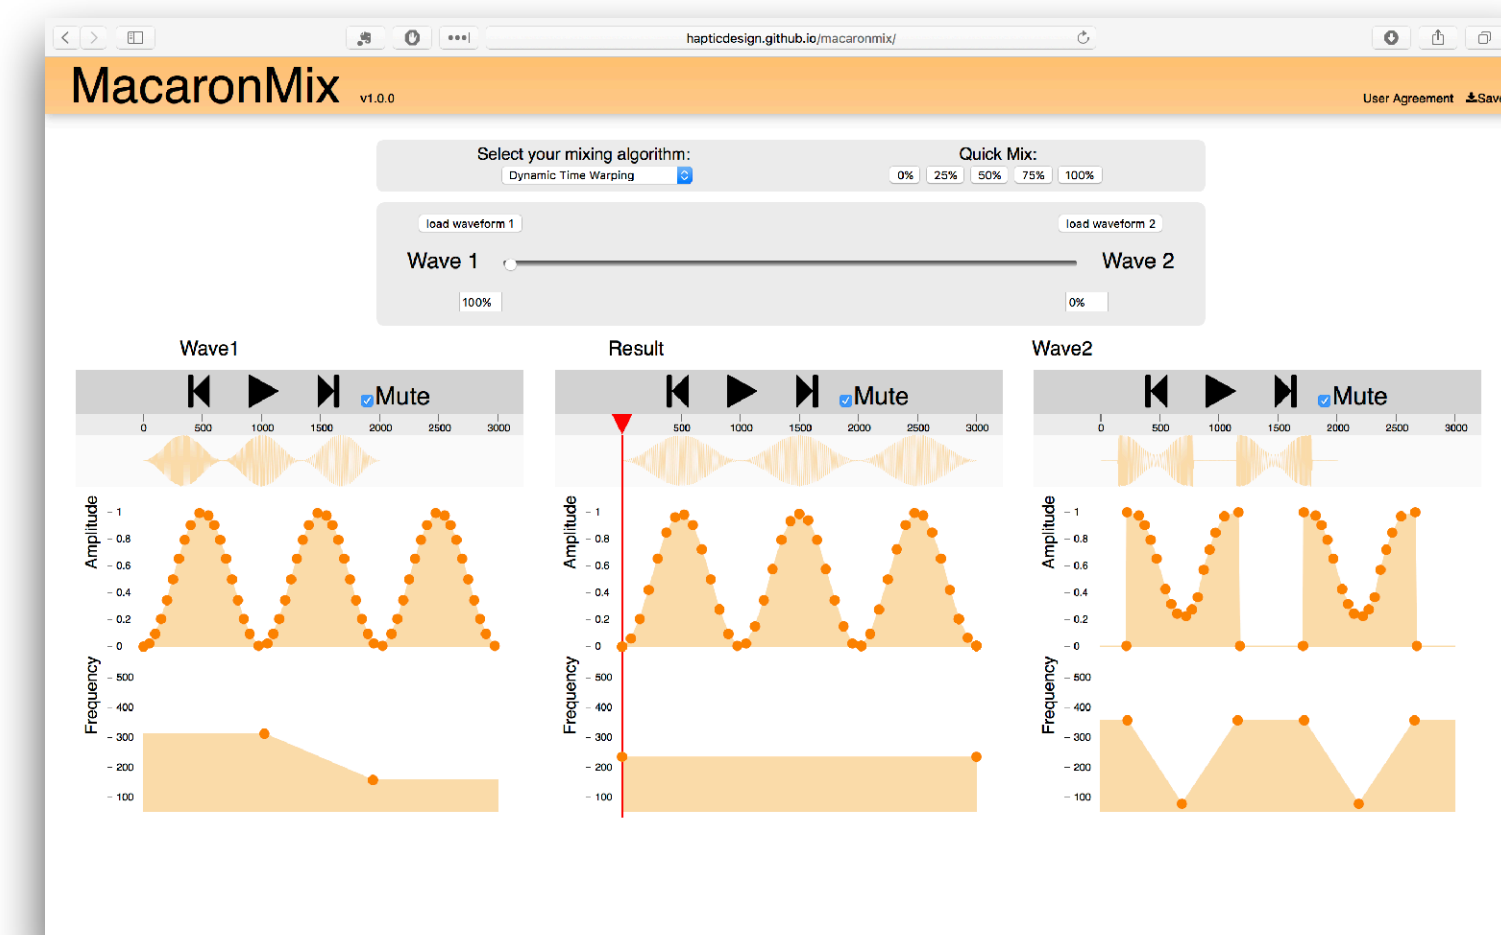 hapticdesign.github.io/macaronmix/
MacaronMix v1.0.0
User Agreement Save
Select your mixing algorithm:
Dynamic Time Warping
Quick Mix:
0% 25% 50% 75% 100%
load waveform 1
load waveform 2
Wave 1
Wave 2
100%
0%
Wave1
Mute
0 500 1000 1500 2000 2500 3000
Amplitude
1
0.8
0.6
0.4
0.2
0
Frequency
500
400
300
200
100
Result
Mute
500 1000 1500 2000 2500 3000
Amplitude
1
0.8
0.6
0.4
0.2
0
Frequency
500
400
300
200
100
Wave2
Mute
0 500 1000 1500 2000 2500 3000
Amplitude
1
0.8
0.6
0.4
0.2
0
Frequency
500
400
300
200
100